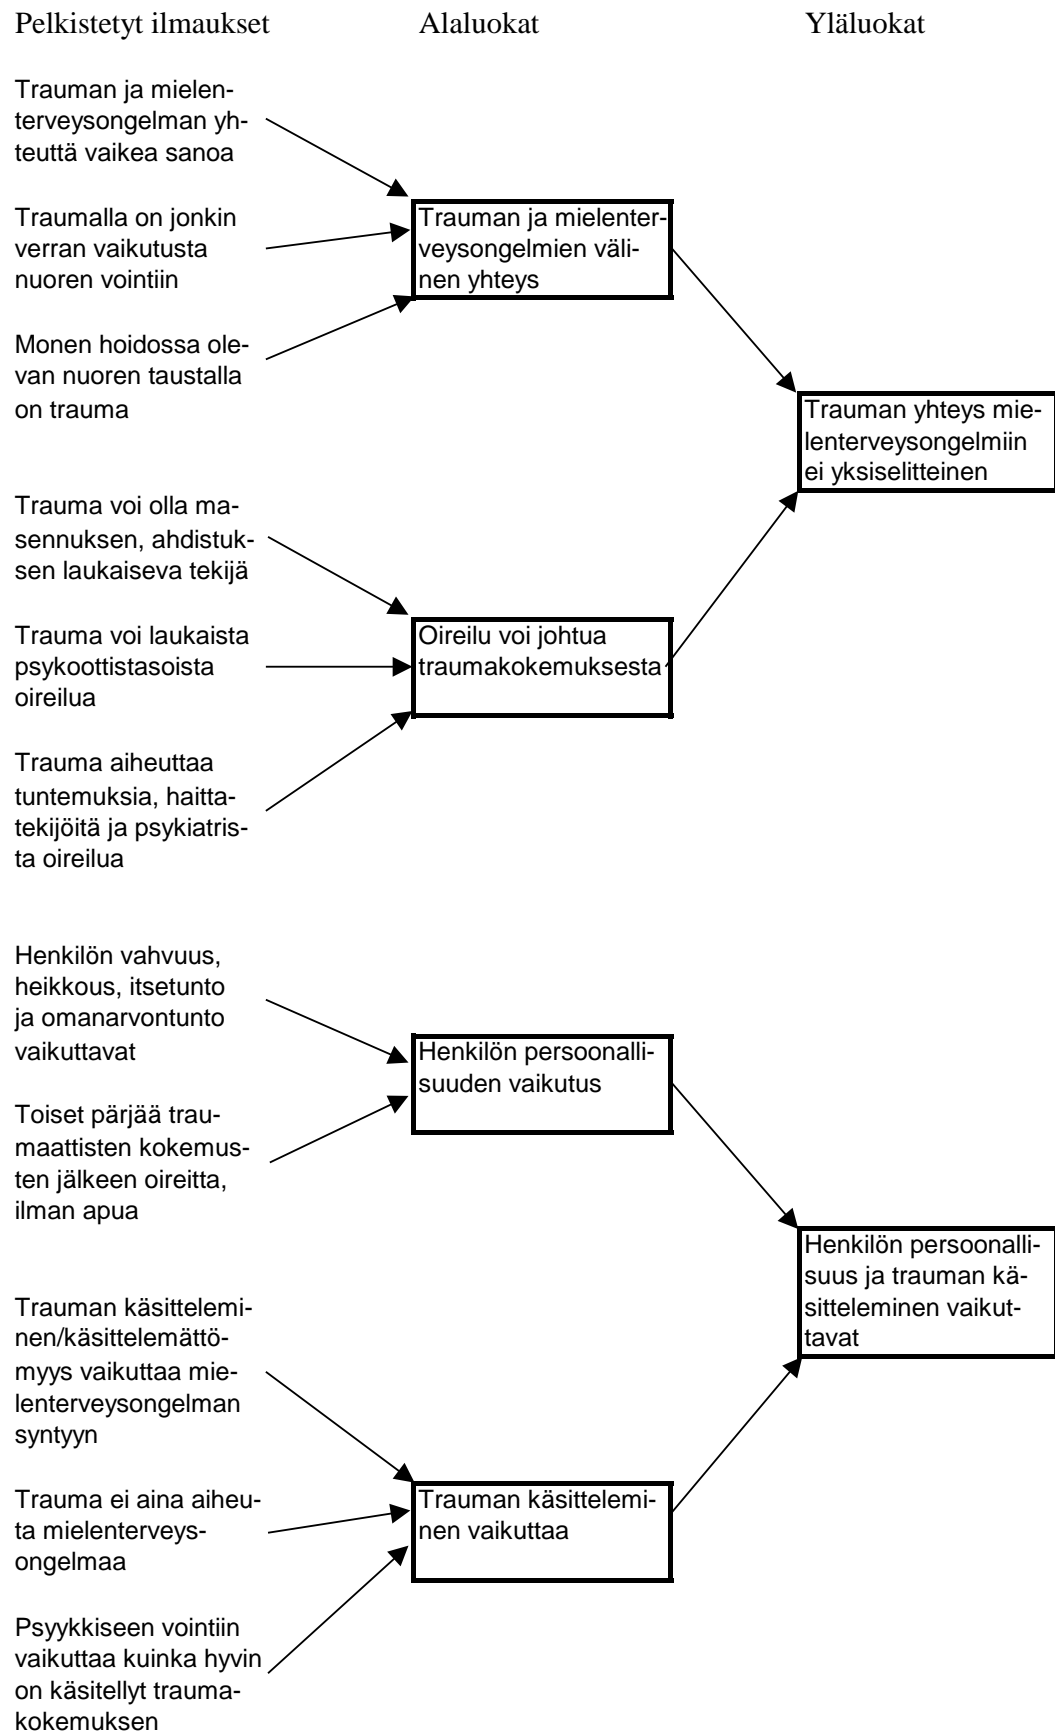 Pelkistetyt ilmaukset
Alaluokat
Yläluokat
Trauman ja mielen-
terveysongelman yh-
teuttä vaikea sanoa
Traumalla on jonkin
verran vaikutusta
nuoren vointiin
Monen hoidossa ole-
van nuoren taustalla
on trauma
Trauman ja mielenter-
veysongelmien väli-
nen yhteys
Trauma voi olla ma-
sennuksen, ahdistuk-
sen laukaiseva tekijä
Trauma voi laukaista
psykoottistasoista
oireilua
Trauma aiheuttaa
tuntemuksia, haitta-
tekijöitä ja psykiatris-
ta oireilua
Oireilu voi johtua
traumakokemuksesta
Trauman yhteys mie-
lenterveysongelmiin
ei yksiselitteinen
Henkilön vahvuus,
heikkous, itsetunto
ja omanarvontunto
vaikuttavat
Toiset pärjää trau-
maattisten kokemus-
ten jälkeen oireitta,
ilman apua
Henkilön persoonalli-
suuden vaikutus
Trauman käsittelemi-
nen/käsittelemättö-
myys vaikuttaa mie-
lenterveysongelman
syntyyn
Trauma ei aina aiheu-
ta mielenterveys-
ongelmaa
Psyykkiseen vointiin
vaikuttaa kuinka hyvin
on käsitellyt trauma-
kokemuksen
Trauman käsittelemi-
nen vaikuttaa
Henkilön persoonalli-
suus ja trauman kä-
sitteleminen vaikut-
tavat